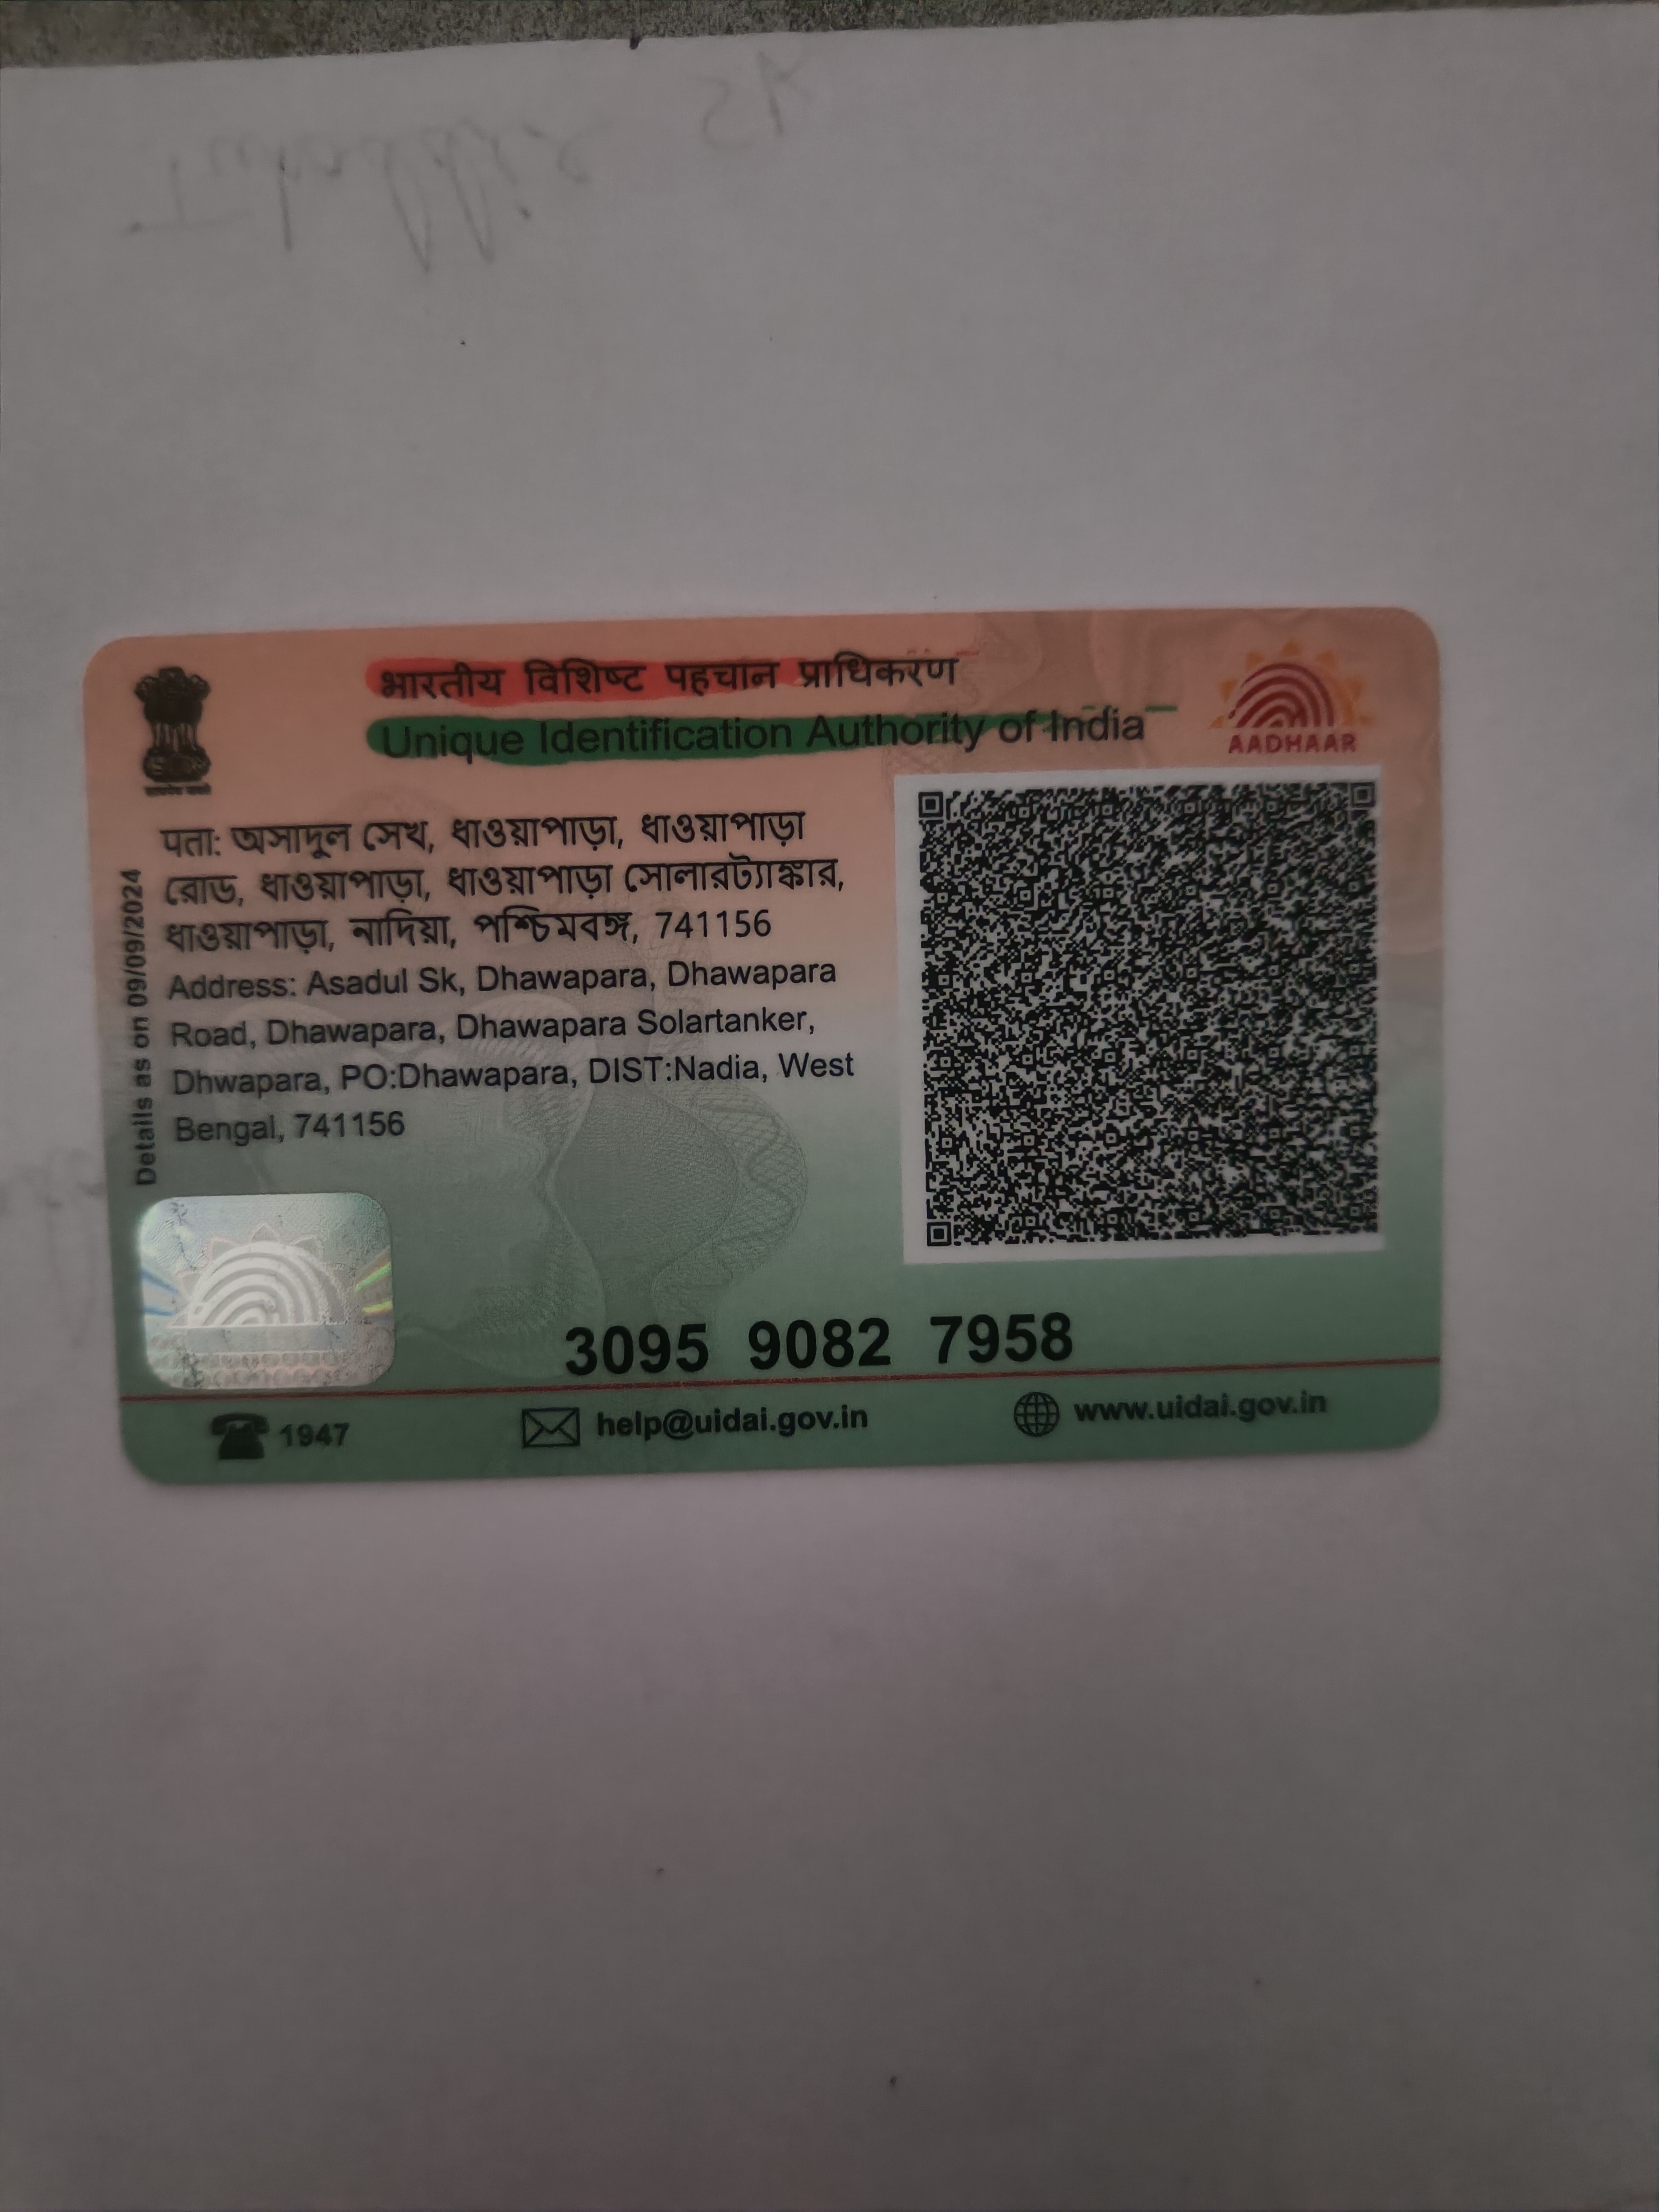 भारतीय विशिष्ट पहचान प्राधिकरण
Unique Identification Authority of India
AADHAAR
पता: অসাদুল সেখ, ধাওয়াপাড়া, ধাওয়াপাড়া
রোড, ধাওয়াপাড়া, ধাওয়াপাড়া সোলারট্যাঙ্কার,
ধাওয়াপাড়া, নাদিয়া, পশ্চিমবঙ্গ, 741156
Address: Asadul Sk, Dhawapara, Dhawapara
Road, Dhawapara, Dhawapara Solartanker,
Dhwapara, PO:Dhawapara, DIST:Nadia, West
Bengal, 741156
Details as on 09/09/2024
3095 9082 7958
1947
help@uidai.gov.in
www.uidai.gov.in